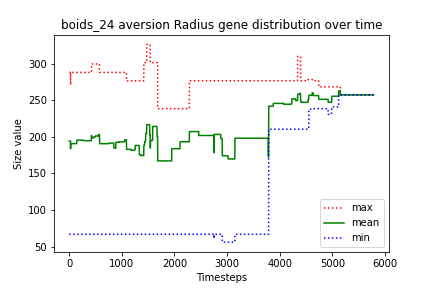 boids_24 aversion Radius gene distribution over time
Size value
300
250
200
150
100
50
0
1000
2000
3000
4000
5000
6000
Timesteps
max
mean
min